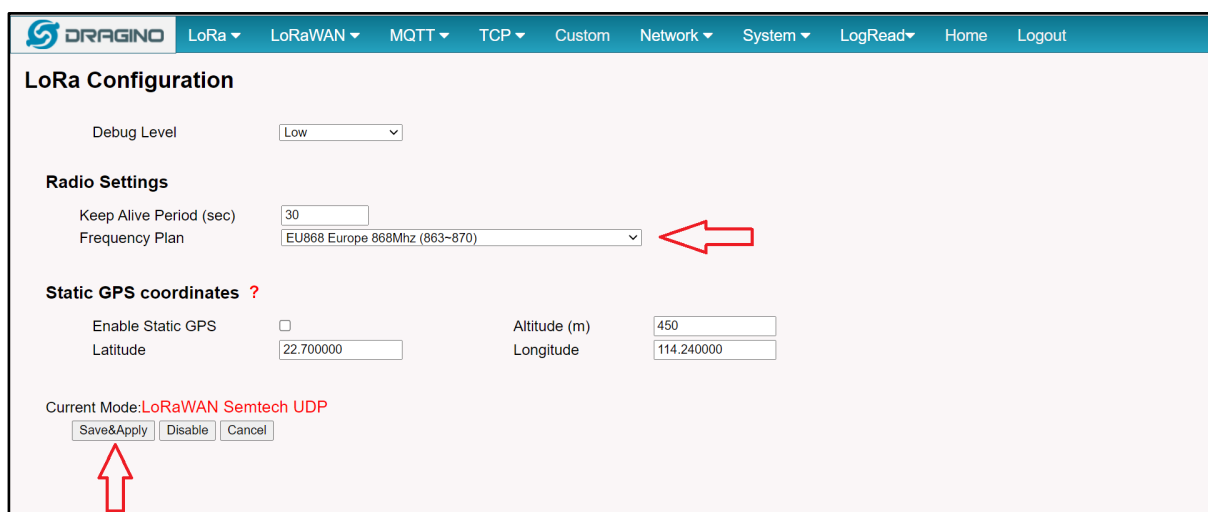 DRAGINO LoRa LoRaWAN MQTT TCP Custom Network System LogRead Home Logout
LoRa Configuration
Debug Level Low
Radio Settings
Keep Alive Period (sec) 30
Frequency Plan EU868 Europe 868Mhz (863~870)
Static GPS coordinates ?
Enable Static GPS Altitude (m) 450
Latitude 22.700000 Longitude 114.240000
Current Mode:LoRaWAN Semtech UDP
Save&Apply Disable Cancel